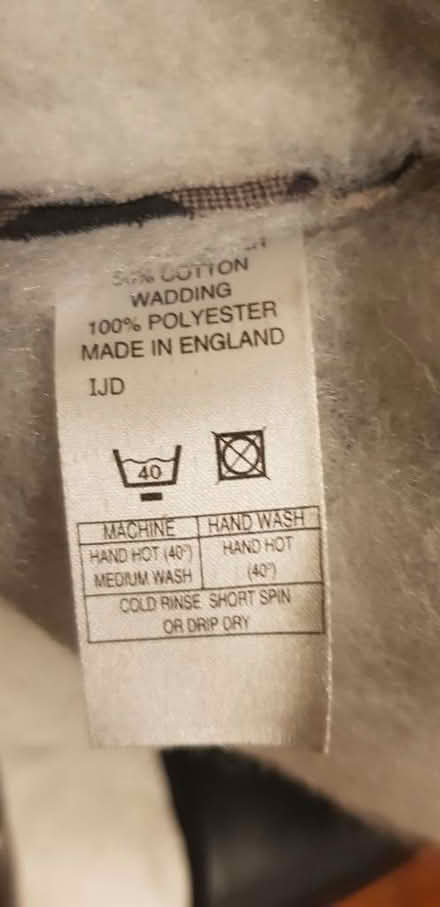 50% COTTON
WADDING
100% POLYESTER
MADE IN ENGLAND
IJD
40
MACHINE
HAND HOT (40°)
MEDIUM WASH
HAND WASH
HAND HOT
(40°)
COLD RINSE. SHORT SPIN
OR DRIP DRY